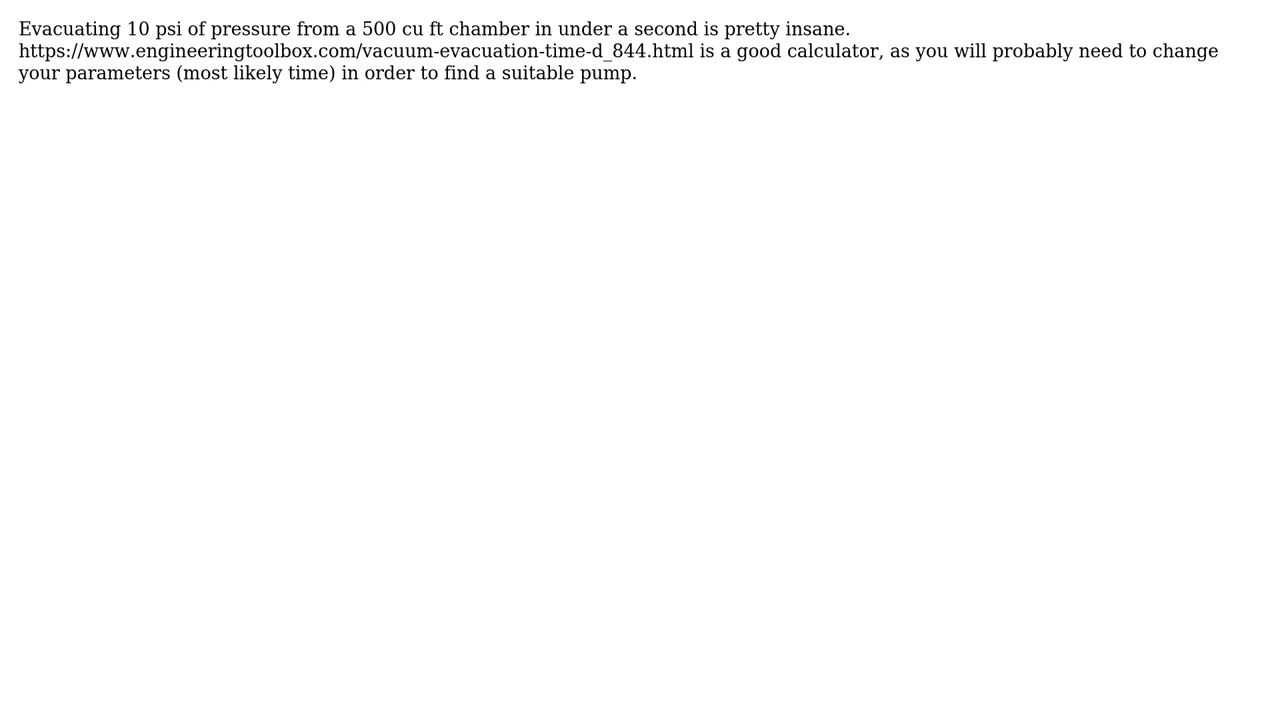 Evacuating 10 psi of pressure from a 500 cu ft chamber in under a second is pretty insane.
https://www.engineeringtoolbox.com/vacuum-evacuation-time-d_844.html is a good calculator, as you will probably need to change
your parameters (most likely time) in order to find a suitable pump.